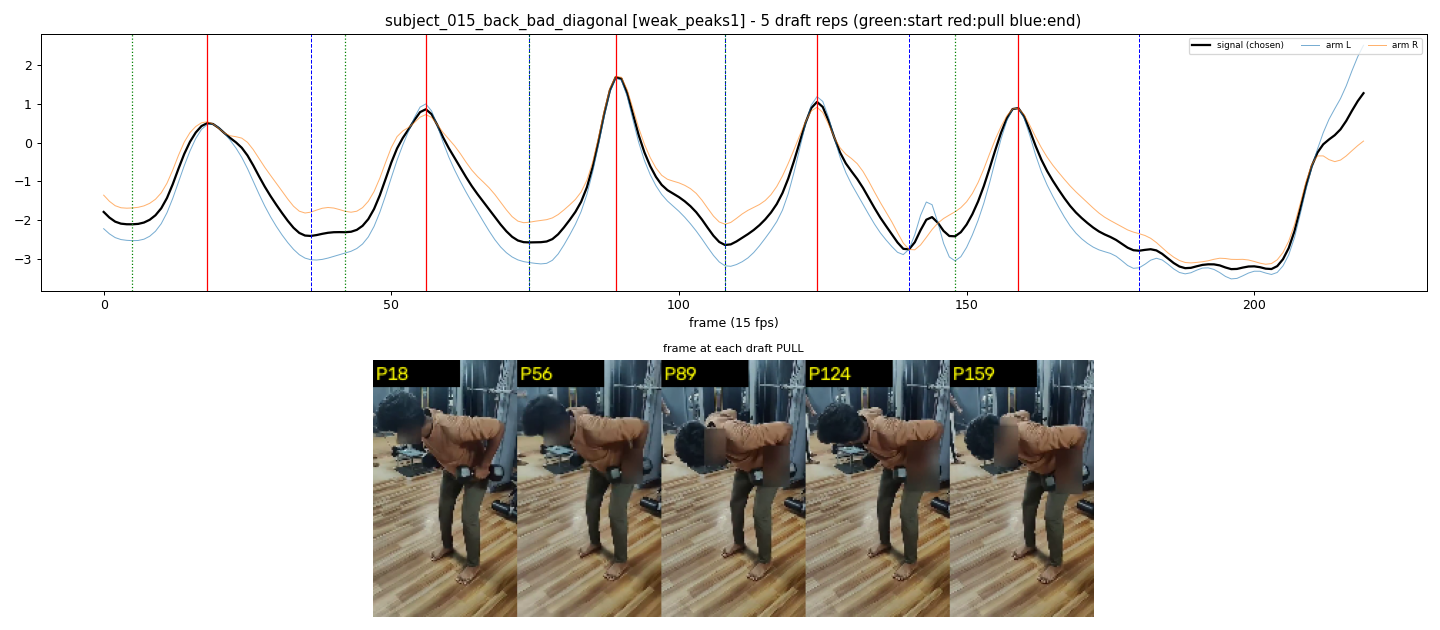 subject_015_back_bad_diagonal [weak_peaks1] - 5 draft reps (green:start red:pull blue:end)
signal (chosen) arm L arm R
2
1
0
−1
−2
−3
0 50 100 150 200
frame (15 fps)
frame at each draft PULL
P18 P56 P89 P124 P159